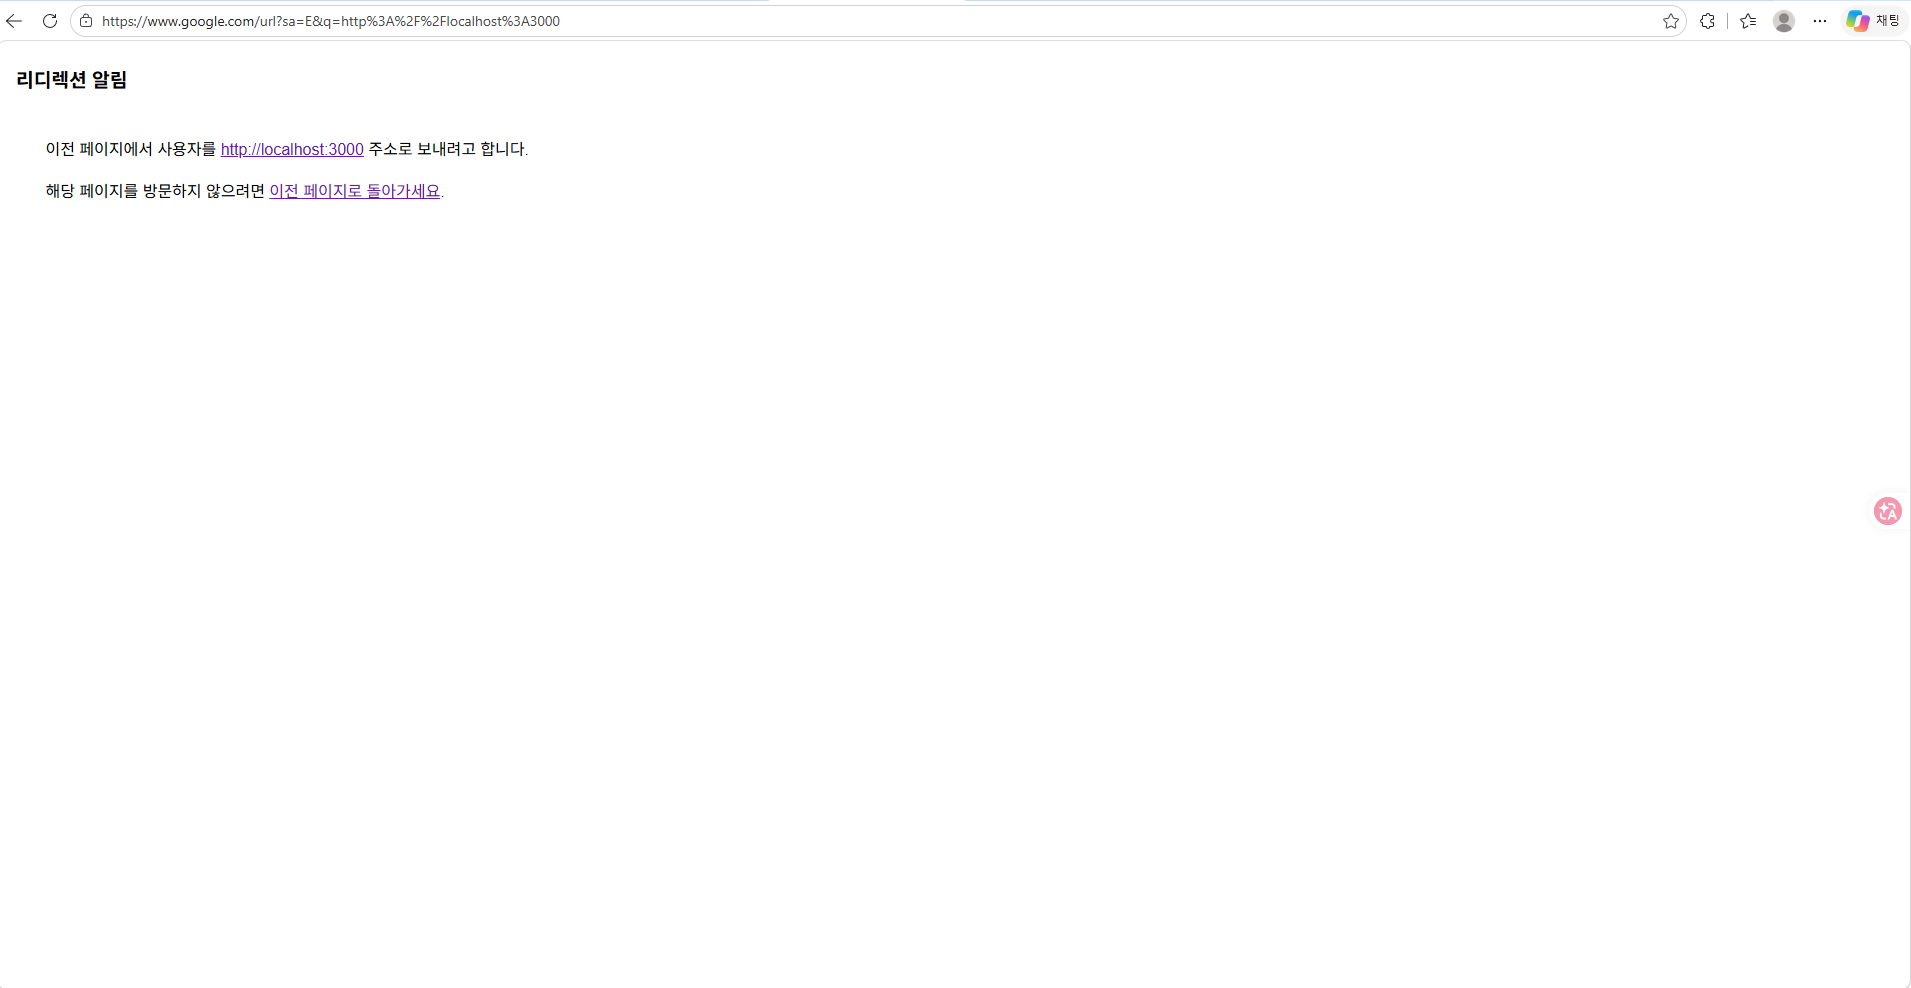 https://www.google.com/url?sa=E&q=http%3A%2F%2Flocalhost%3A3000
채팅
리디렉션 알림
이전 페이지에서 사용자를 http://localhost:3000 주소로 보내려고 합니다.
해당 페이지를 방문하지 않으려면 이전 페이지로 돌아가세요.